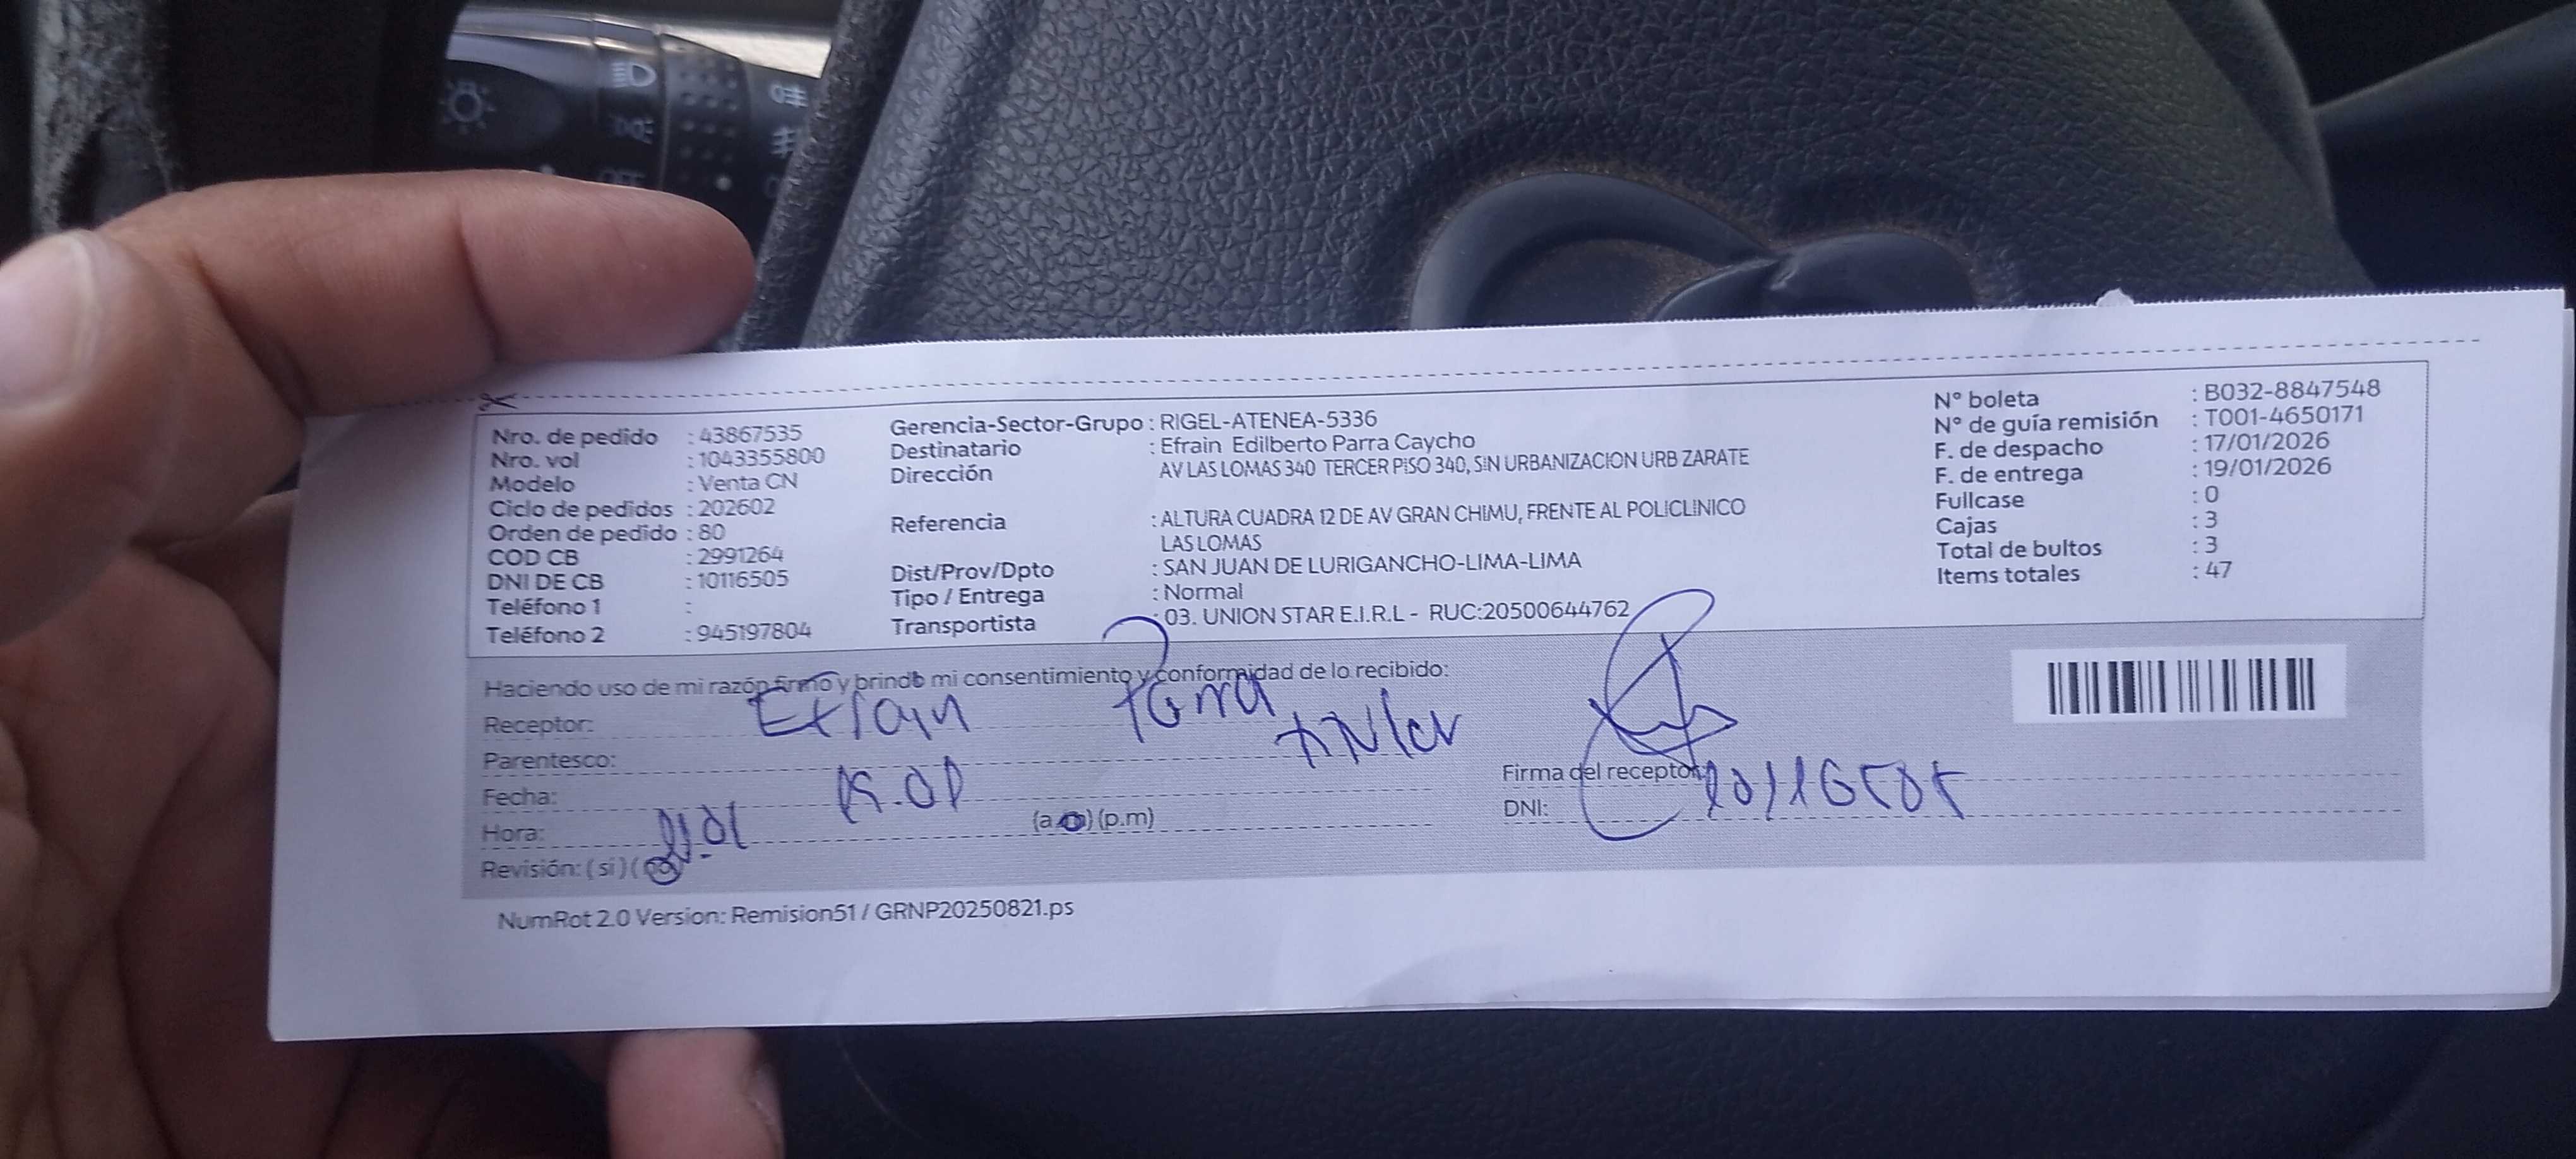 Nro. de pedido : 43867535
Nro. vol : 1043355800
Modelo : Venta CN
Ciclo de pedidos : 202602
Orden de pedido : 80
COD CB : 2991264
DNI DE CB : 10116505
Teléfono 1 :
Teléfono 2 : 945197804
Gerencia-Sector-Grupo : RIGEL-ATENEA-5336
Destinatario : Efrain Edilberto Parra Caycho
Dirección AV LAS LOMAS 340 TERCER PISO 340, SIN URBANIZACION URB ZARATE
Referencia : ALTURA CUADRA 12 DE AV GRAN CHIMU, FRENTE AL POLICLINICO
LAS LOMAS
Dist/Prov/Dpto : SAN JUAN DE LURIGANCHO-LIMA-LIMA
Tipo / Entrega : Normal
Transportista : 03. UNION STAR E.I.R.L - RUC:20500644762
N° boleta : B032-8847548
N° de guía remisión : T001-4650171
F. de despacho : 17/01/2026
F. de entrega : 19/01/2026
Fullcase : 0
Cajas : 3
Total de bultos : 3
Items totales : 47
Haciendo uso de mi razón firmo y brindo mi consentimiento y conformidad de lo recibido:
Receptor: Efrain Parra
Parentesco:
Fecha:
Hora: (a.m) (p.m)
Revisión: ( si ) (
Firma del receptor:
DNI: 10116505
NumRot 2.0 Version: Remision51 / GRNP20250821.ps
OFF